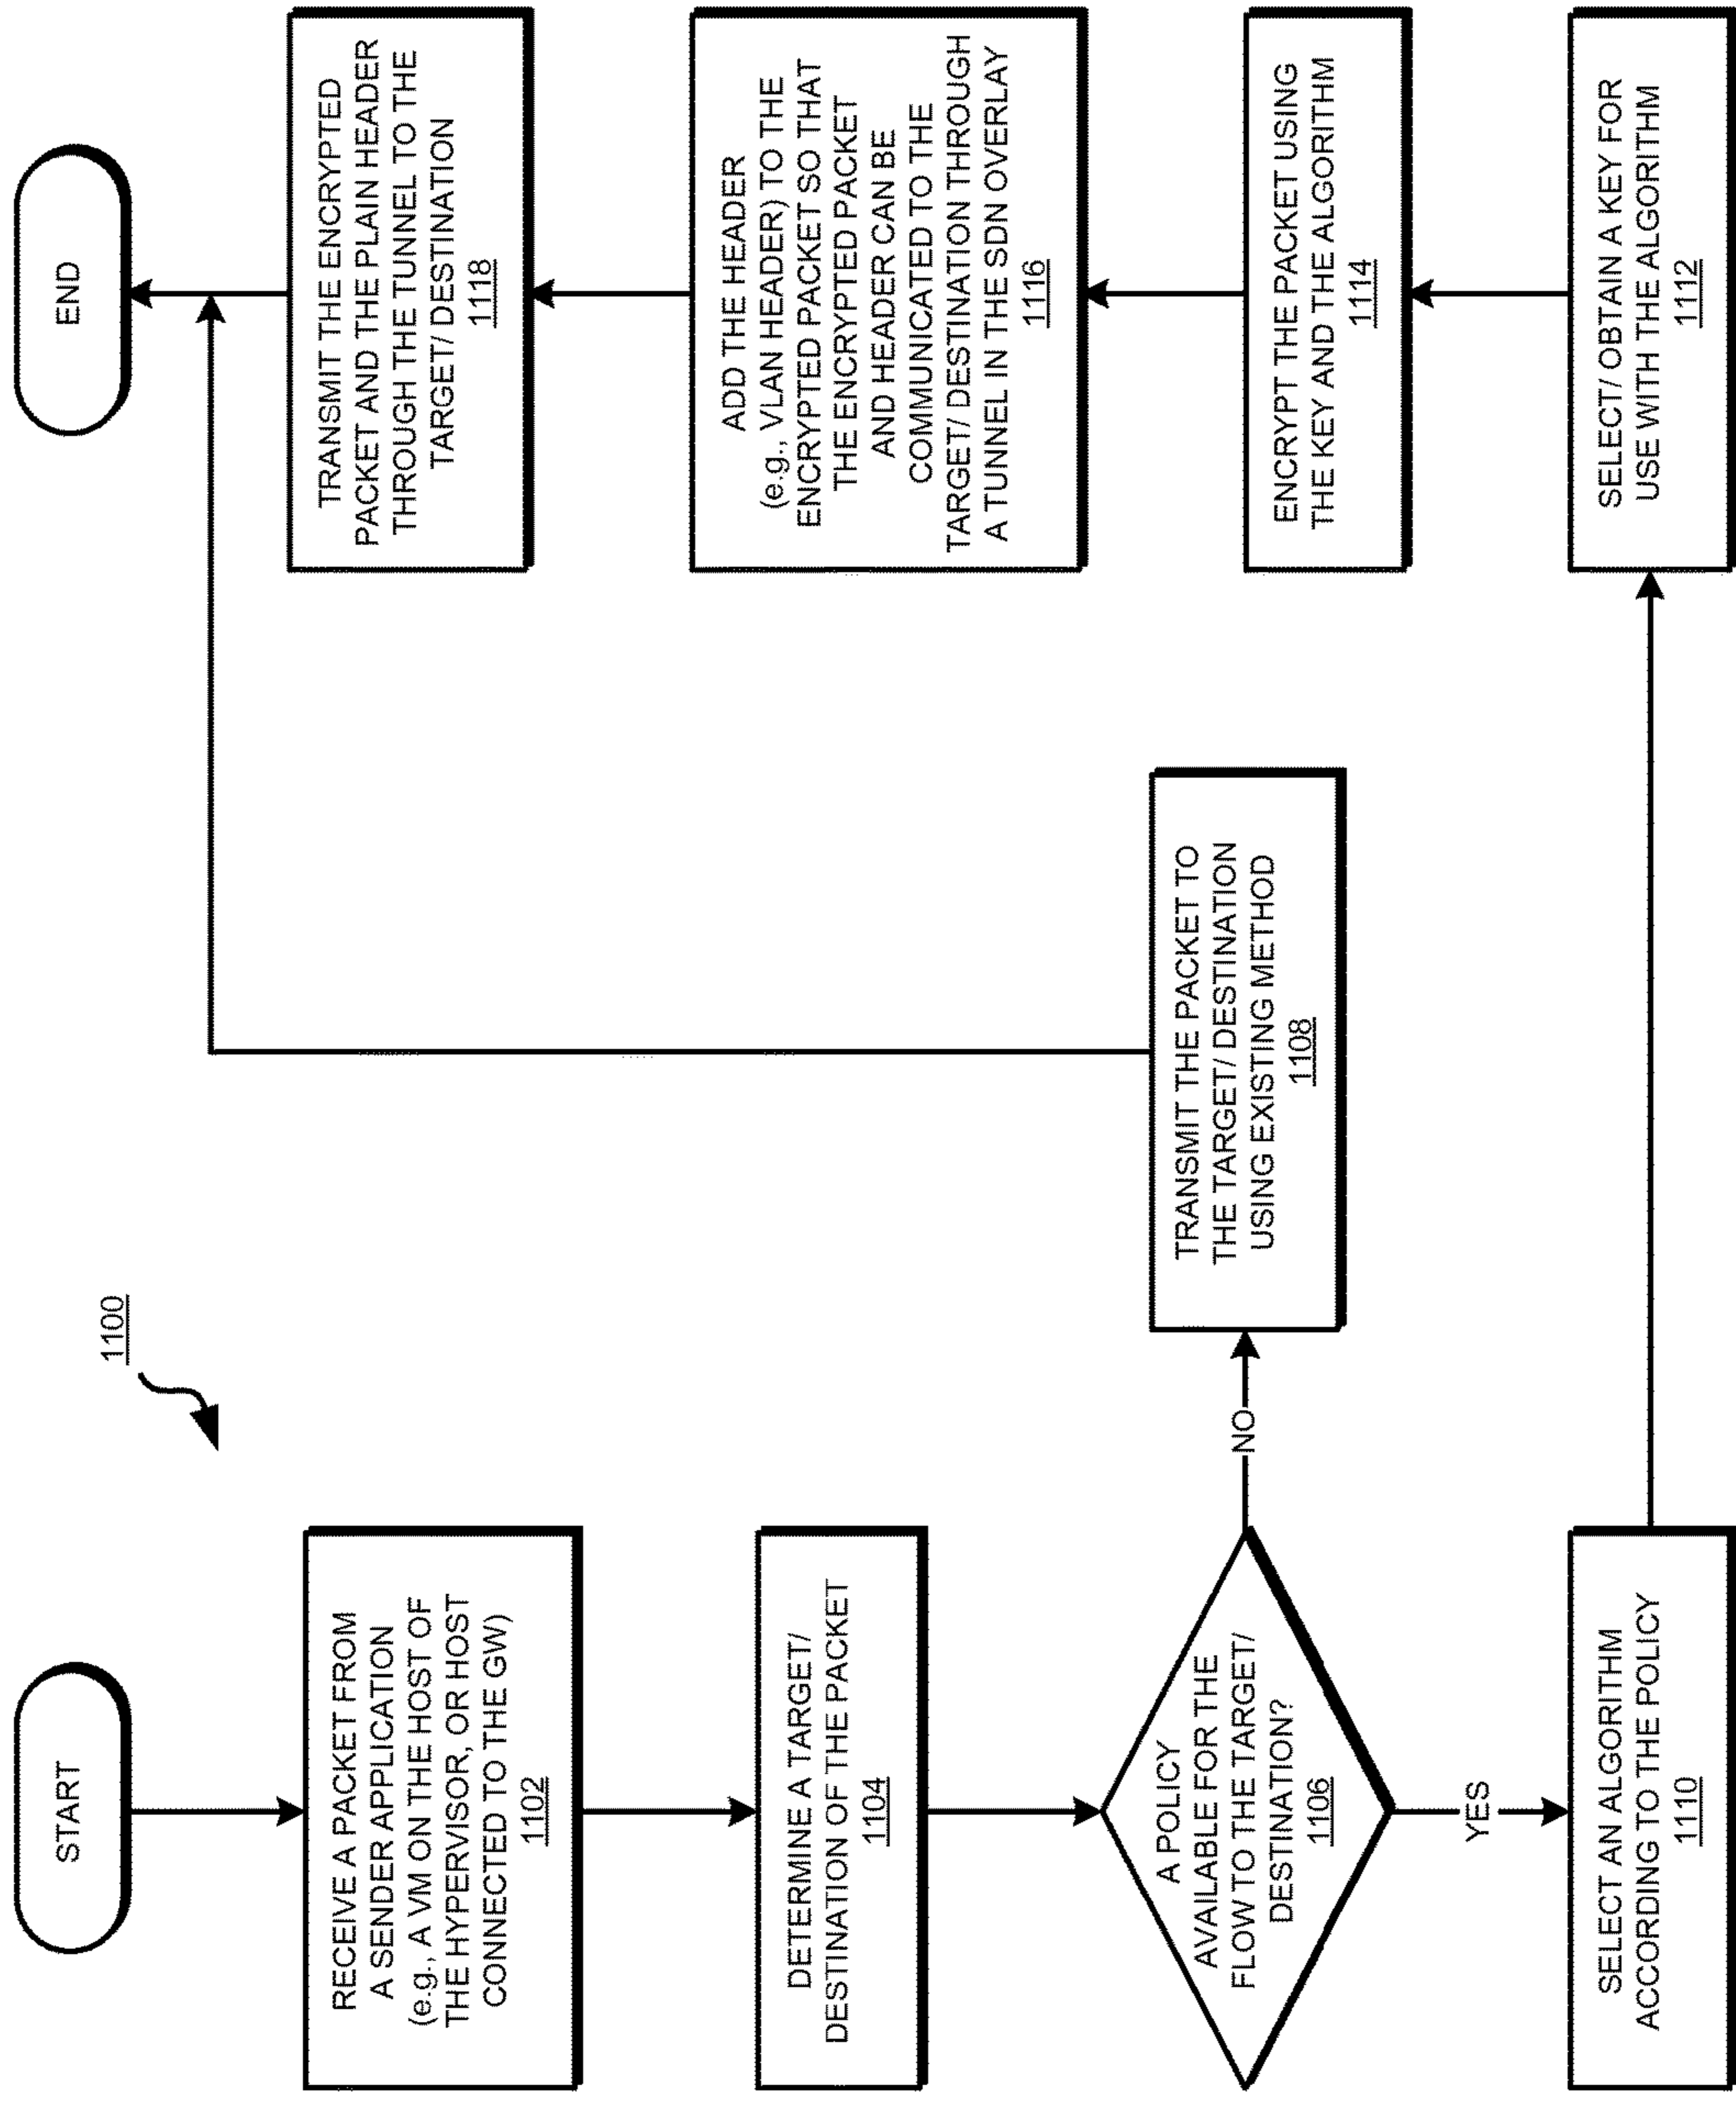 1100
START
RECEIVE A PACKET FROM
A SENDER APPLICATION
(e.g., A VM ON THE HOST OF
THE HYPERVISOR, OR HOST
CONNECTED TO THE GW)
1102
DETERMINE A TARGET/
DESTINATION OF THE PACKET
1104
A POLICY
AVAILABLE FOR THE
FLOW TO THE TARGET/
DESTINATION?
1106
NO
TRANSMIT THE PACKET TO
THE TARGET/ DESTINATION
USING EXISTING METHOD
1108
YES
SELECT AN ALGORITHM
ACCORDING TO THE POLICY
1110
SELECT/ OBTAIN A KEY FOR
USE WITH THE ALGORITHM
1112
ENCRYPT THE PACKET USING
THE KEY AND THE ALGORITHM
1114
ADD THE HEADER
(e.g., VLAN HEADER) TO THE
ENCRYPTED PACKET SO THAT
THE ENCRYPTED PACKET
AND HEADER CAN BE
COMMUNICATED TO THE
TARGET/ DESTINATION THROUGH
A TUNNEL IN THE SDN OVERLAY
1116
TRANSMIT THE ENCRYPTED
PACKET AND THE PLAIN HEADER
THROUGH THE TUNNEL TO THE
TARGET/ DESTINATION
1118
END